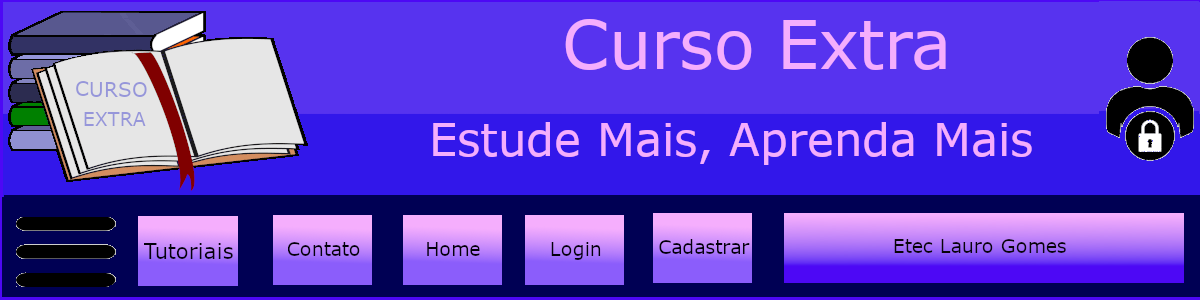 Curso Extra
CURSO
EXTRA
Estude Mais, Aprenda Mais
Tutoriais
Contato
Home
Login
Cadastrar
Etec Lauro Gomes